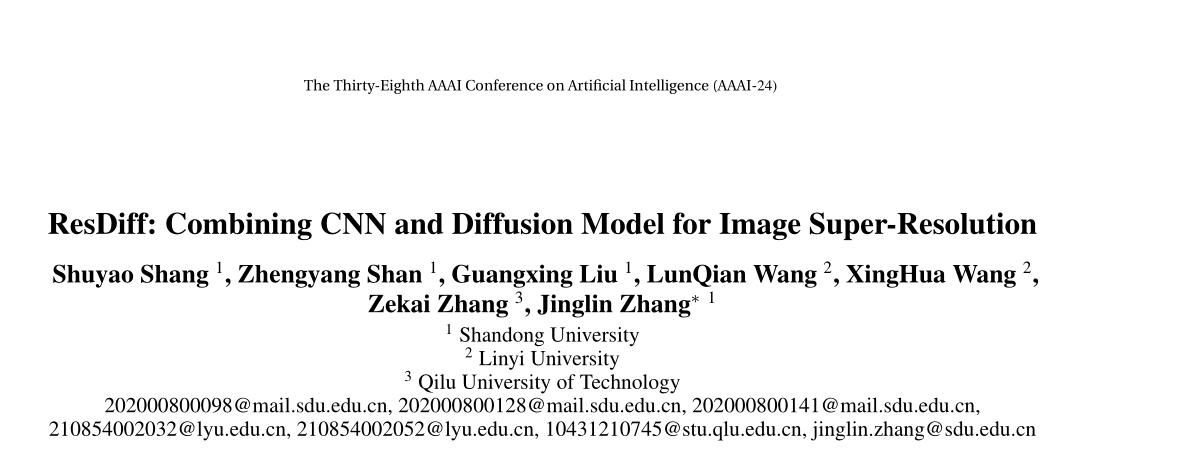 The Thirty-Eighth AAAI Conference on Artificial Intelligence (AAAI-24)
ResDiff: Combining CNN and Diffusion Model for Image Super-Resolution
Shuyao Shang 1, Zhengyang Shan 1, Guangxing Liu 1, LunQian Wang 2, XingHua Wang 2,
Zekai Zhang 3, Jinglin Zhang* 1
1 Shandong University
2 Linyi University
3 Qilu University of Technology
202000800098@mail.sdu.edu.cn, 202000800128@mail.sdu.edu.cn, 202000800141@mail.sdu.edu.cn,
210854002032@lyu.edu.cn, 210854002052@lyu.edu.cn, 10431210745@stu.qlu.edu.cn, jinglin.zhang@sdu.edu.cn